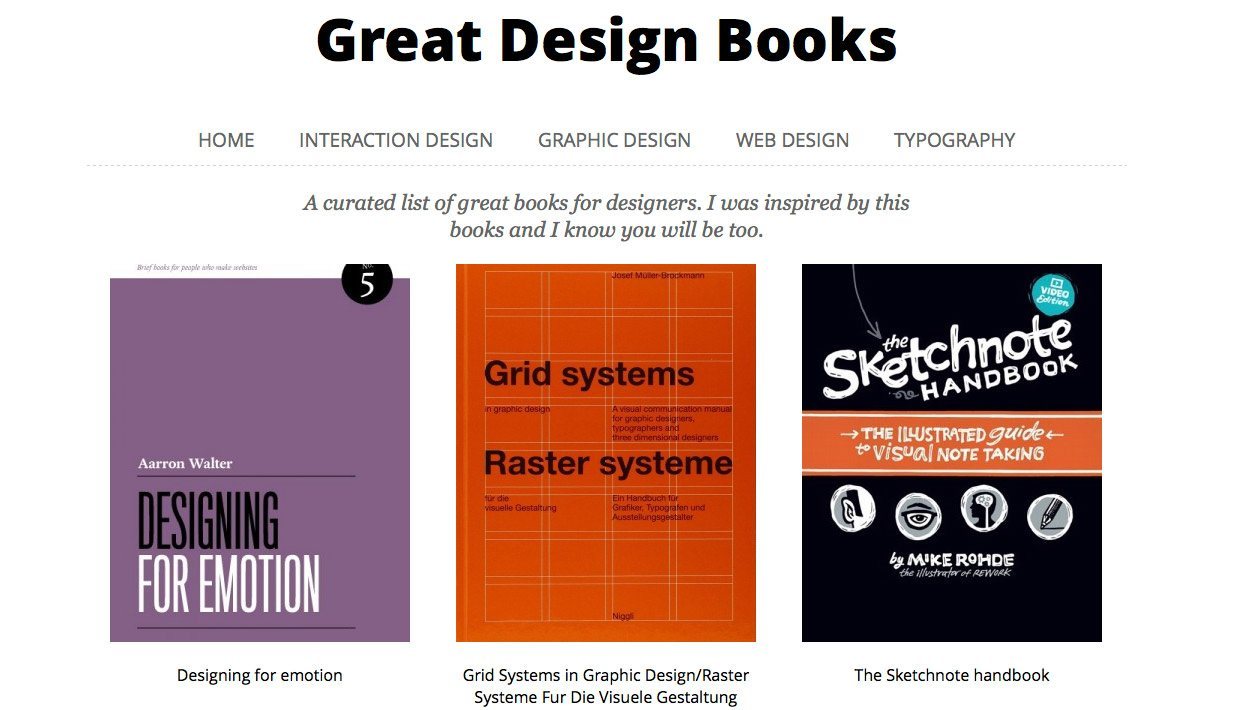 Great Design Books
HOME INTERACTION DESIGN GRAPHIC DESIGN WEB DESIGN TYPOGRAPHY
A curated list of great books for designers. I was inspired by this
books and I know you will be too.
Brief books for people who make websites
No.
5
Aarron Walter
DESIGNING
FOR EMOTION
Designing for emotion
Josef Müller-Brockmann
Grid systems
in graphic design
A visual communication manual
for graphic designers,
typographers and
three dimensional designers
Raster systeme
für die
visuelle Gestaltung
Ein Handbuch für
Grafiker, Typografen und
Ausstellungsgestalter
Niggli
Grid Systems in Graphic Design/Raster
Systeme Fur Die Visuele Gestaltung
VIDEO
Edition
the
Sketchnote
HANDBOOK
THE ILLUSTRATED guide
to VISUAL NOTE TAKING
by MIKE ROHDE
the illustrator of REWORK
The Sketchnote handbook